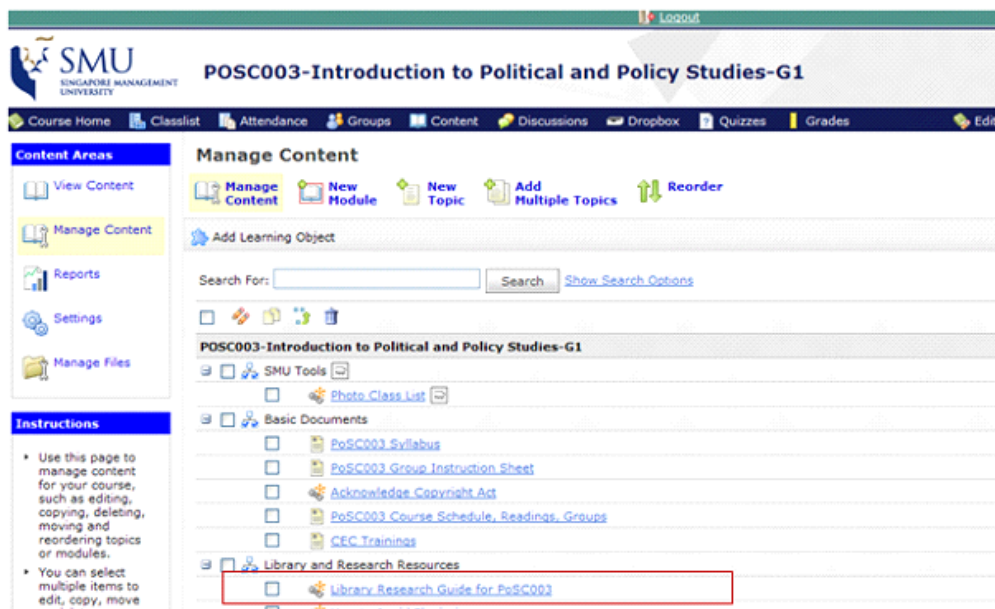 Logout
SMU
SINGAPORE MANAGEMENT
UNIVERSITY
POSC003-Introduction to Political and Policy Studies-G1
Course Home Classlist Attendance Groups Content Discussions Dropbox Quizzes Grades Edit
Content Areas
View Content
Manage Content
Reports
Settings
Manage Files
Instructions
Use this page to
manage content
for your course,
such as editing,
copying, deleting,
moving and
reordering topics
or modules.
You can select
multiple items to
edit, copy, move
Manage Content
Manage Content
New Module
New Topic
Add Multiple Topics
Reorder
Add Learning Object
Search For: Search Show Search Options
POSC003-Introduction to Political and Policy Studies-G1
SMU Tools
Photo Class List
Basic Documents
PoSC003 Syllabus
PoSC003 Group Instruction Sheet
Acknowledge Copyright Act
PoSC003 Course Schedule, Readings, Groups
CEC Trainings
Library and Research Resources
Library Research Guide for PoSC003